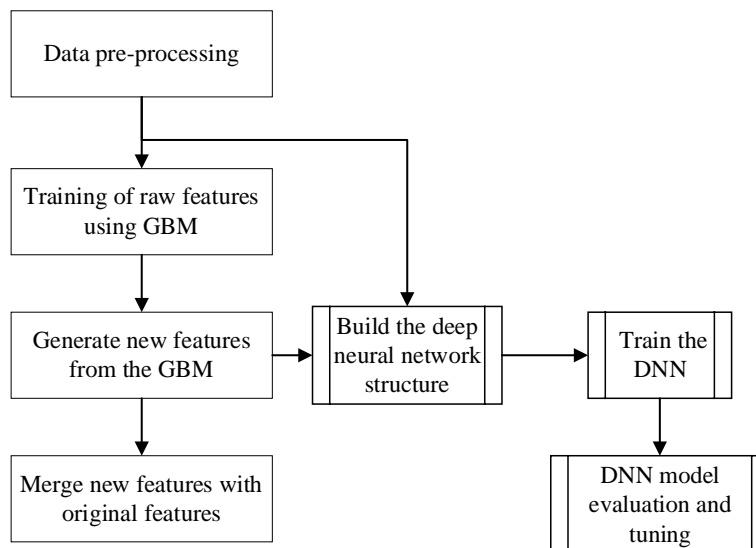 Data pre-processing
Training of raw features
using GBM
Generate new features
from the GBM
Merge new features with
original features
Build the deep
neural network
structure
Train the
DNN
DNN model
evaluation and
tuning